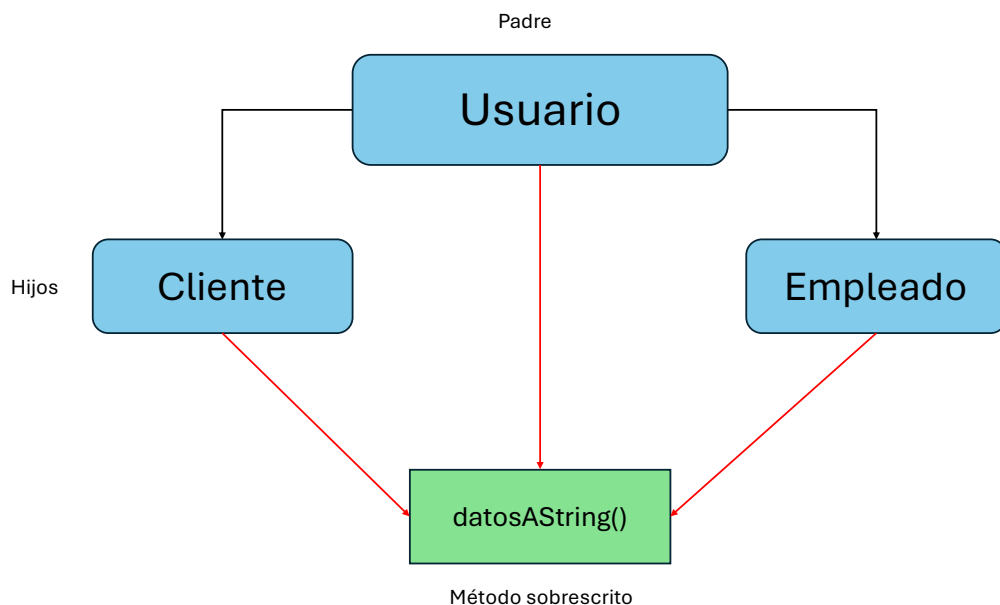 Padre
Usuario
Hijos
Cliente
Empleado
datosAString()
Método sobrescrito